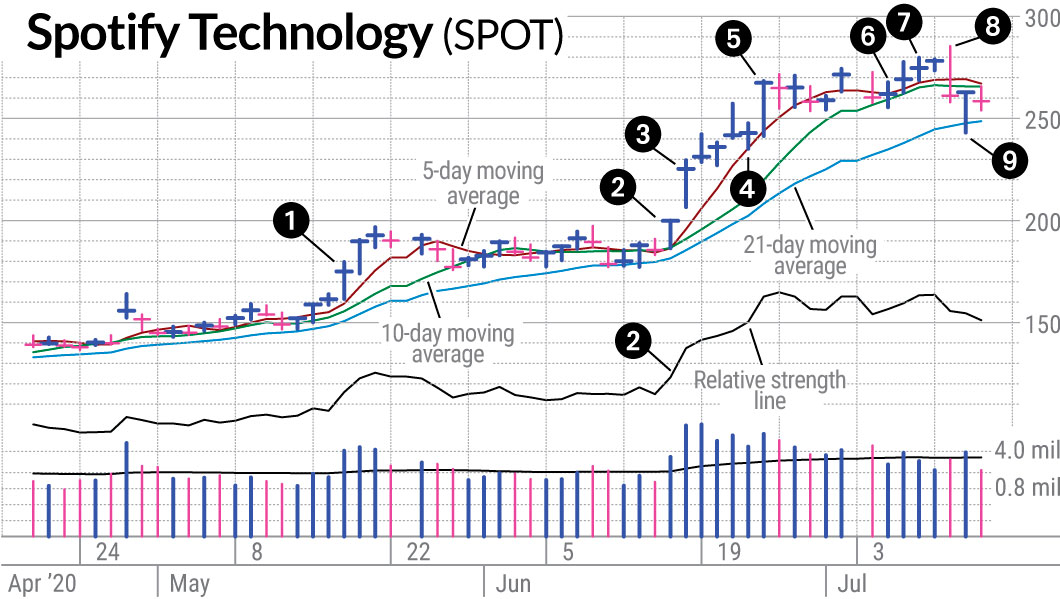 Spotify Technology (SPOT)
300
5
6
7
8
250
3
9
5-day moving
average
2
4
1
200
21-day moving
average
10-day moving
average
150
2
Relative strength
line
4.0 mil
0.8 mil
24
8
22
5
19
3
Apr ’20
May
Jun
Jul